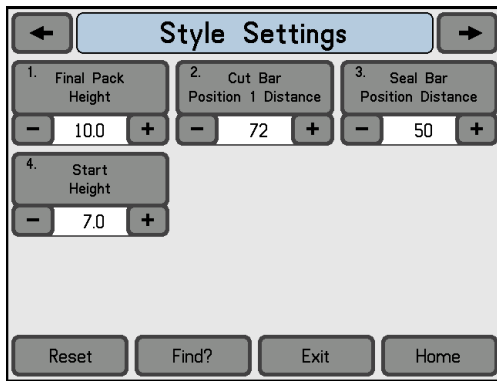 Style Settings
1. Final Pack
Height
2. Cut Bar
Position 1 Distance
3. Seal Bar
Position Distance
− 10.0 +
− 72 +
− 50 +
4. Start
Height
− 7.0 +
Reset
Find?
Exit
Home